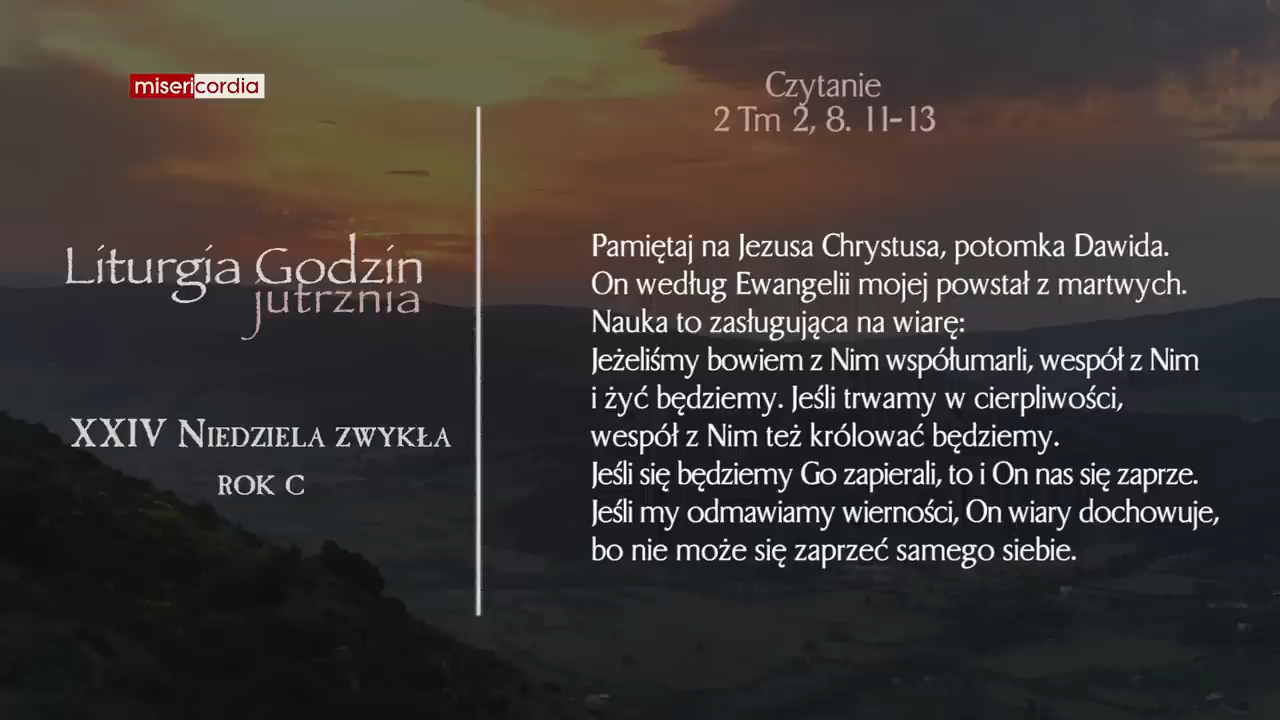 misericordia
Liturgia Godzin
jutrznia
XXIV Niedziela zwykła
rok C
Czytanie
2 Tm 2, 8. 11-13
Pamiętaj na Jezusa Chrystusa, potomka Dawida.
On według Ewangelii mojej powstał z martwych.
Nauka to zasługująca na wiarę:
Jeżeliśmy bowiem z Nim współumarli, wespół z Nim
i żyć będziemy. Jeśli trwamy w cierpliwości,
wespół z Nim też królować będziemy.
Jeśli się będziemy Go zapierali, to i On nas się zaprze.
Jeśli my odmawiamy wierności, On wiary dochowuje,
bo nie może się zaprzeć samego siebie.